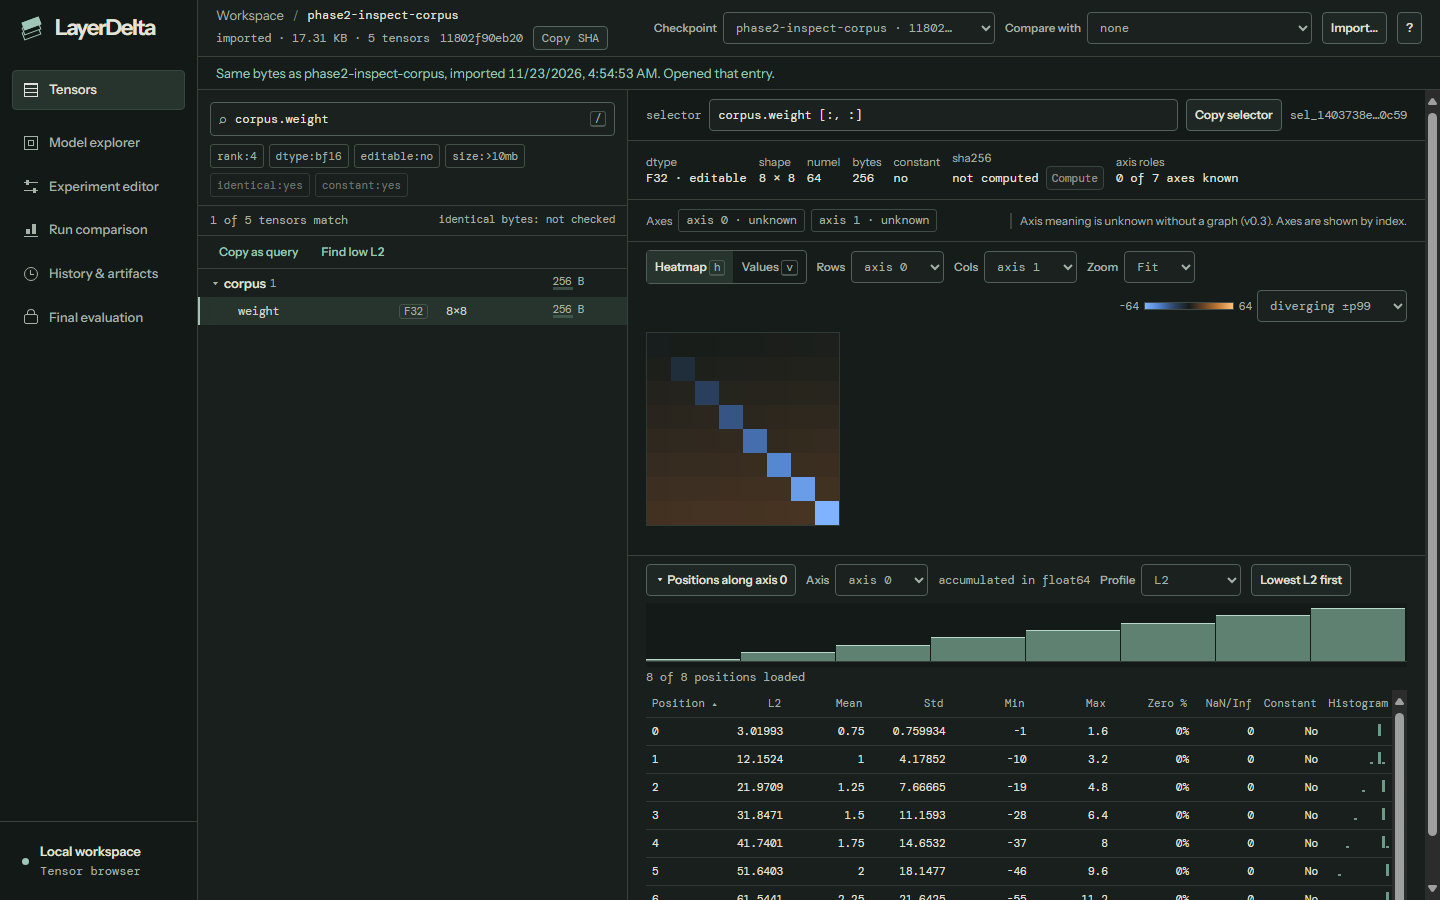 LayerDelta
Tensors
Model explorer
Experiment editor
Run comparison
History & artifacts
Final evaluation
Local workspace
Tensor browser
Workspace / phase2-inspect-corpus
imported · 17.31 KB · 5 tensors 11802f90eb20 Copy SHA
Checkpoint phase2-inspect-corpus · 11802… Compare with none Import... ?
Same bytes as phase2-inspect-corpus, imported 11/23/2026, 4:54:53 AM. Opened that entry.
corpus.weight /
rank:4 dtype:bf16 editable:no size:>10mb
identical:yes constant:yes
1 of 5 tensors match identical bytes: not checked
Copy as query Find low L2
corpus 1 256 B
weight F32 8×8 256 B
selector corpus.weight [:, :] Copy selector sel_1403738e…0c59
dtype shape numel bytes constant sha256 axis roles
F32 · editable 8 × 8 64 256 no not computed Compute 0 of 7 axes known
Axes axis 0 · unknown axis 1 · unknown Axis meaning is unknown without a graph (v0.3). Axes are shown by index.
Heatmap h Values v Rows axis 0 Cols axis 1 Zoom Fit
-64 64 diverging ±p99
Positions along axis 0 Axis axis 0 accumulated in float64 Profile L2 Lowest L2 first
8 of 8 positions loaded
Position L2 Mean Std Min Max Zero % NaN/Inf Constant Histogram
0 3.01993 0.75 0.759934 -1 1.6 0% 0 No
1 12.1524 1 4.17852 -10 3.2 0% 0 No
2 21.9709 1.25 7.66665 -19 4.8 0% 0 No
3 31.8471 1.5 11.1593 -28 6.4 0% 0 No
4 41.7401 1.75 14.6532 -37 8 0% 0 No
5 51.6403 2 18.1477 -46 9.6 0% 0 No
6 61.5441 2.25 21.6425 -55 11.2 0% 0 No